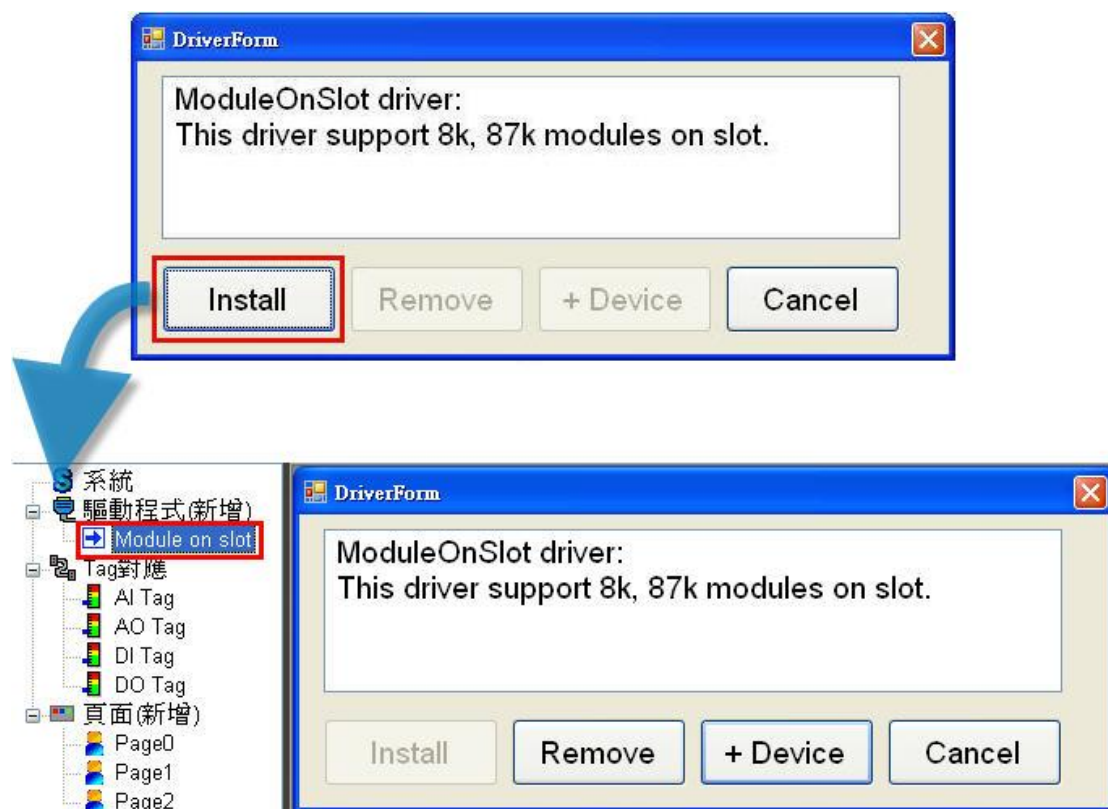 DriverForm
ModuleOnSlot driver:
This driver support 8k, 87k modules on slot.
Install
Remove
+ Device
Cancel
系統
驅動程式(新增)
Module on slot
Tag對應
AI Tag
AO Tag
DI Tag
DO Tag
頁面(新增)
Page0
Page1
Page2
DriverForm
ModuleOnSlot driver:
This driver support 8k, 87k modules on slot.
Install
Remove
+ Device
Cancel